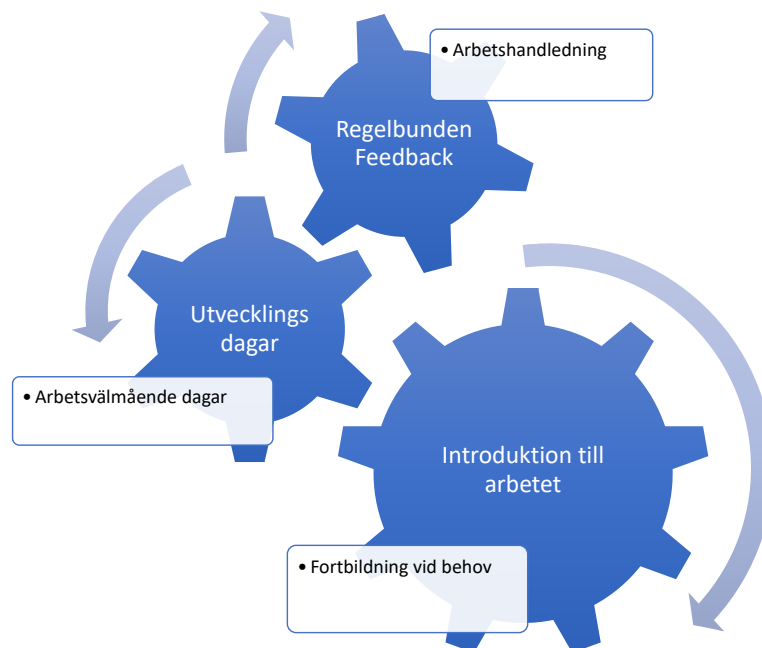 • Arbetshandledning
Regelbunden
Feedback
Utvecklings
dagar
• Arbetsvälmående dagar
Introduktion till
arbetet
• Fortbildning vid behov